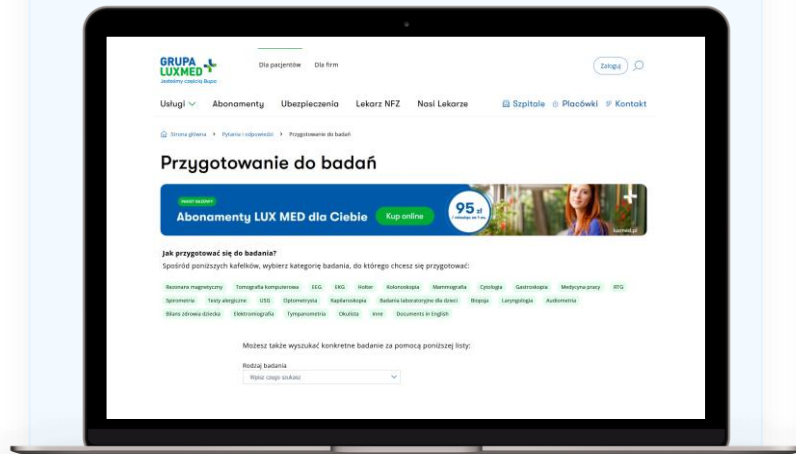 GRUPA
LUXMED
Jesteśmy częścią Bupa
Dla pacjentów Dla firm
Zaloguj
Usługi Abonamenty Ubezpieczenia Lekarz NFZ Nasi Lekarze Szpitale Placówki Kontakt
Strona główna Pytania i odpowiedzi Przygotowanie do badań
Przygotowanie do badań
Abonamenty LUX MED dla Ciebie Kup online 95 zł
luxmed.pl
Jak przygotować się do badania?
Spośród poniższych kafelków, wybierz kategorię badania, do którego chcesz się przygotować:
Rezonans magnetyczny Tomografia komputerowa EEG EKG Holter Kolonoskopia Mammografia Cytologia Gastroskopia Medycyna pracy RTG
Spirometria Testy alergiczne USG Optometrysta Kapilaroskopia Badania laboratoryjne dla dzieci Biopsja Laryngologia Audiometria
Bilans zdrowia dziecka Elektromiografia Tympanometria Okulista Inne Documents in English
Możesz także wyszukać konkretne badanie za pomocą poniższej listy:
Rodzaj badania
Wpisz czego szukasz